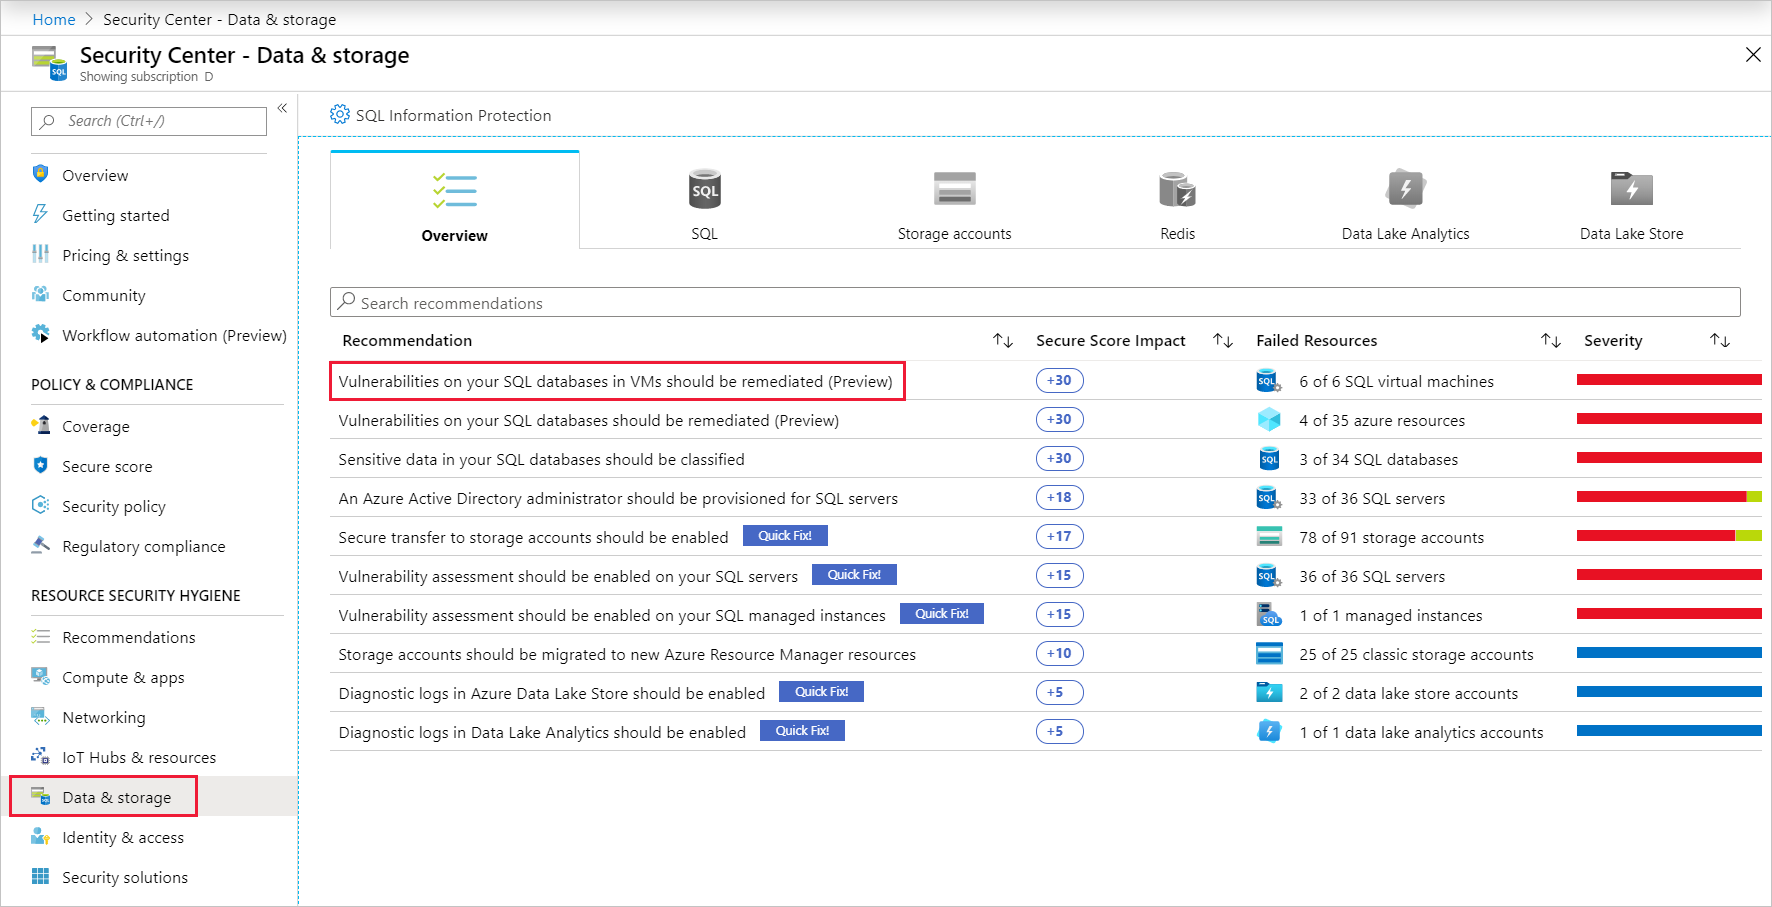 Home > Security Center - Data & storage
Security Center - Data & storage
Showing subscription D
Search (Ctrl+/)
«
Overview
Getting started
Pricing & settings
Community
Workflow automation (Preview)
POLICY & COMPLIANCE
Coverage
Secure score
Security policy
Regulatory compliance
RESOURCE SECURITY HYGIENE
Recommendations
Compute & apps
Networking
IoT Hubs & resources
Data & storage
Identity & access
Security solutions
SQL Information Protection
Overview
SQL
SQL
Storage accounts
Redis
Data Lake Analytics
Data Lake Store
Search recommendations
Recommendation Secure Score Impact Failed Resources Severity
Vulnerabilities on your SQL databases in VMs should be remediated (Preview) +30 6 of 6 SQL virtual machines
Vulnerabilities on your SQL databases should be remediated (Preview) +30 4 of 35 azure resources
Sensitive data in your SQL databases should be classified +30 3 of 34 SQL databases
An Azure Active Directory administrator should be provisioned for SQL servers +18 33 of 36 SQL servers
Secure transfer to storage accounts should be enabled Quick Fix! +17 78 of 91 storage accounts
Vulnerability assessment should be enabled on your SQL servers Quick Fix! +15 36 of 36 SQL servers
Vulnerability assessment should be enabled on your SQL managed instances Quick Fix! +15 1 of 1 managed instances
Storage accounts should be migrated to new Azure Resource Manager resources +10 25 of 25 classic storage accounts
Diagnostic logs in Azure Data Lake Store should be enabled Quick Fix! +5 2 of 2 data lake store accounts
Diagnostic logs in Data Lake Analytics should be enabled Quick Fix! +5 1 of 1 data lake analytics accounts